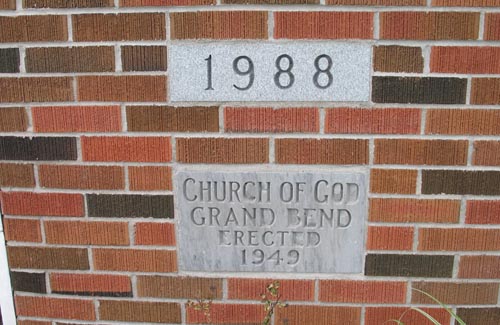 1988
CHURCH OF GOD
GRAND BEND
ERECTED
1949